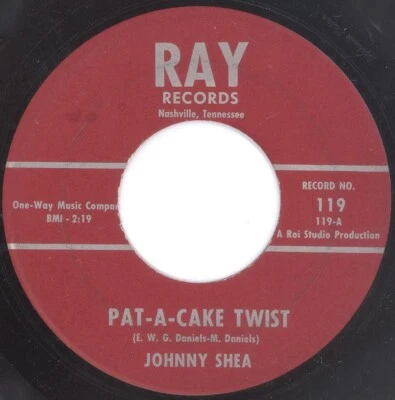 RAY
RECORDS
Nashville, Tennessee
One-Way Music Compan
BMI - 2:19
RECORD NO.
119
119-A
A Roi Studio Production
PAT-A-CAKE TWIST
(E. W. G. Daniels-M. Daniels)
JOHNNY SHEA